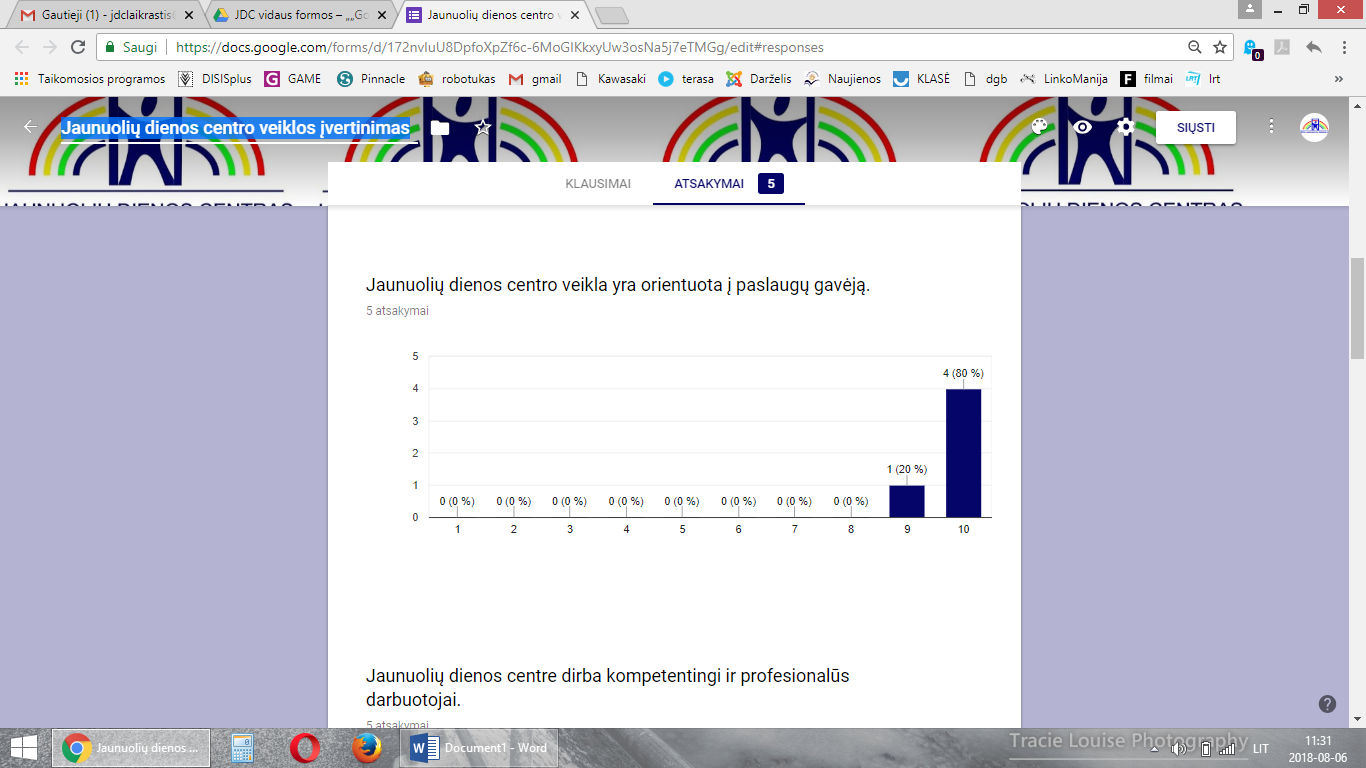 Gautieji (1) - jdclaikrastis
JDC vidaus formos – „Go
Jaunuolių dienos centro v
Saugi
https://docs.google.com/forms/d/172nvluU8DpfoXpZf6c-6MoGIKkxyUw3osNa5j7eTMGg/edit#responses
0
Taikomosios programos DISISplus GAME Pinnacle robotukas gmail Kawasaki terasa Darželis Naujienos KLASĖ dgb LinkoManija filmai lrt »
Jaunuolių dienos centro veiklos įvertinimas
SIŲSTI
KLAUSIMAI ATSAKYMAI 5
Jaunuolių dienos centro veikla yra orientuota į paslaugų gavėją.
5 atsakymai
5
4
3
2
1
0
0 (0 %) 0 (0 %) 0 (0 %) 0 (0 %) 0 (0 %) 0 (0 %) 0 (0 %) 0 (0 %) 1 (20 %) 4 (80 %)
1 2 3 4 5 6 7 8 9 10
Jaunuolių dienos centre dirba kompetentingi ir profesionalūs
darbuotojai.
5 atsakymai
Jaunuolių dienos ...
Document1 - Word
Tracie Louise Photography
LIT
11:31
2018-08-06